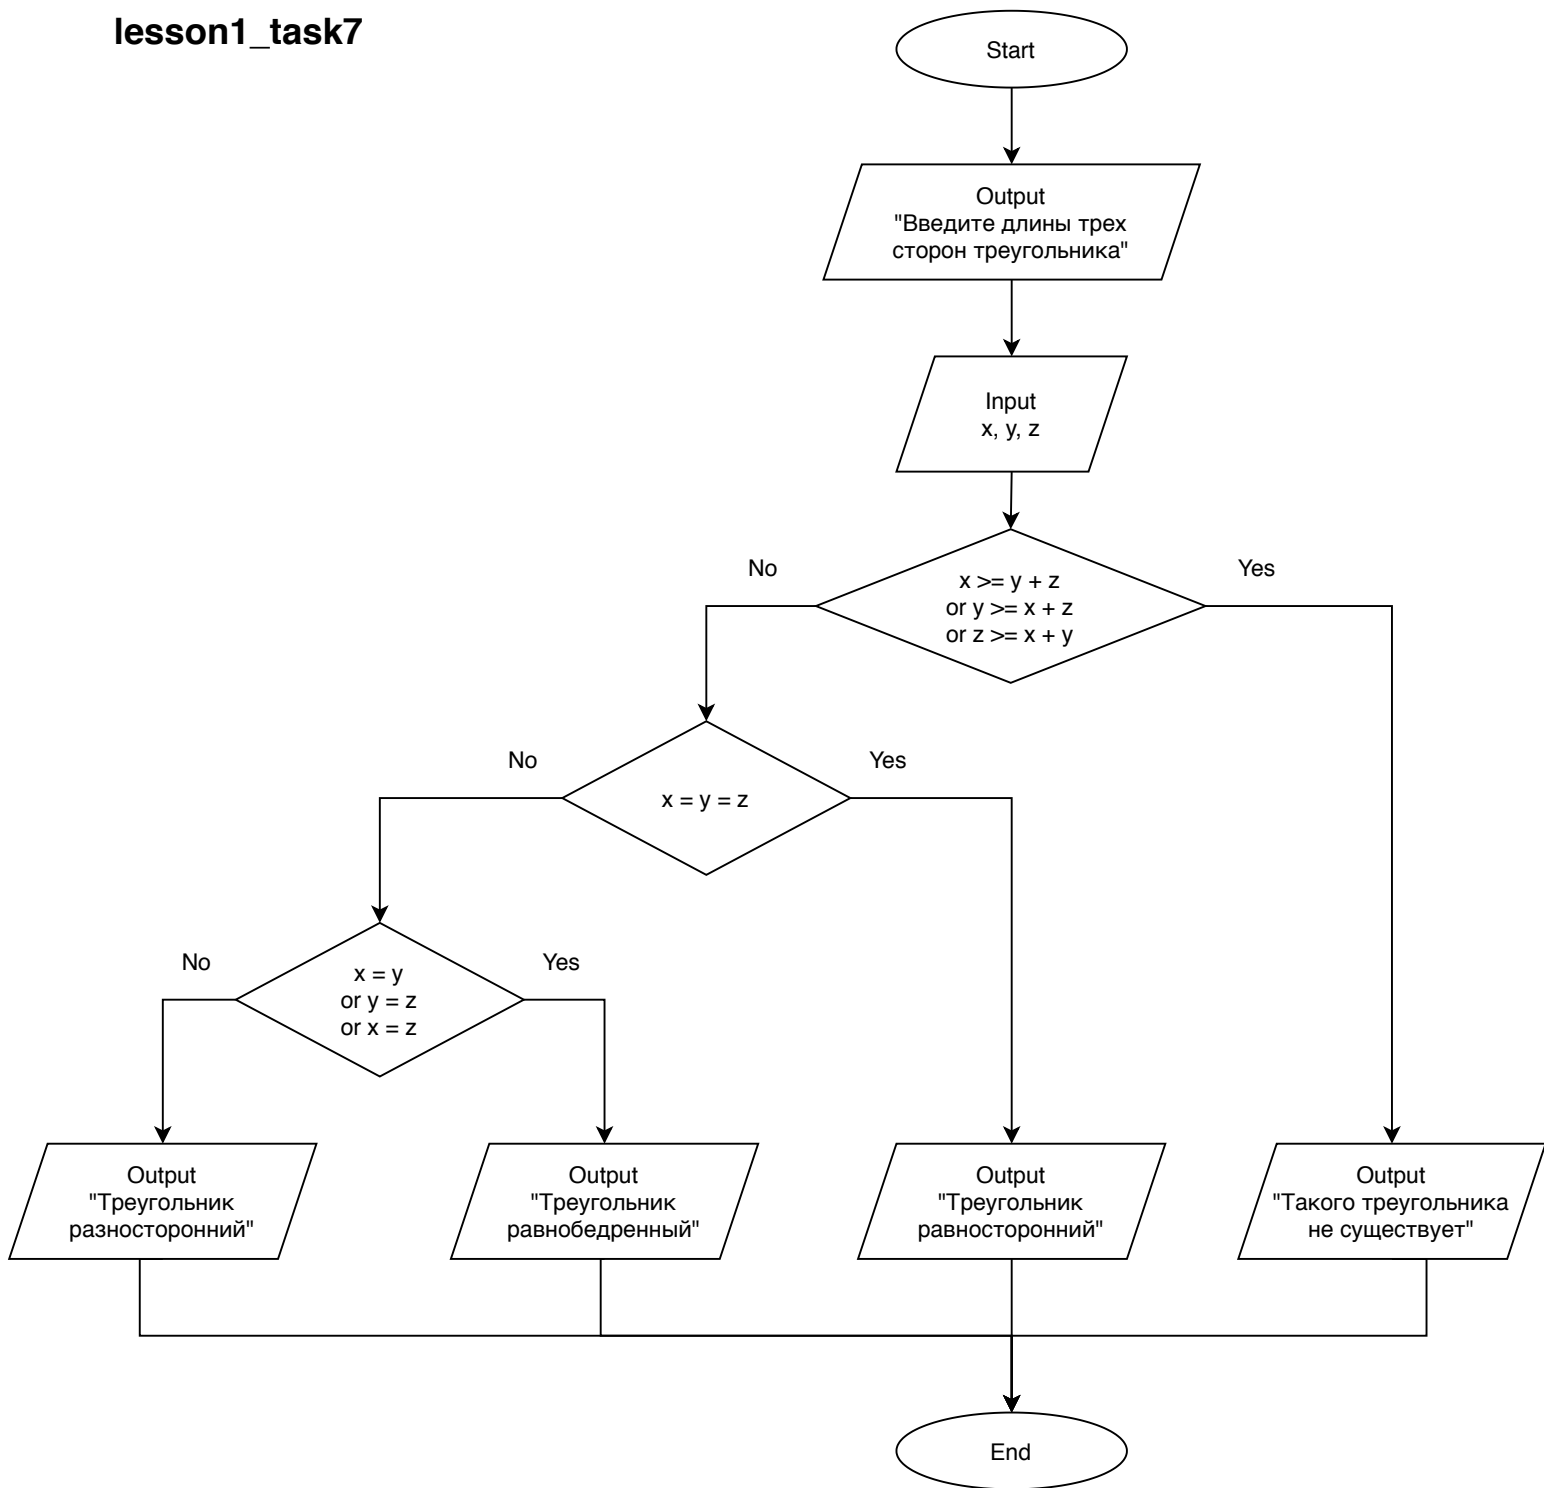 lesson1_task7
Start
Output
"Введите длины трех
сторон треугольника"
Input
x, y, z
No
Yes
x >= y + z
or y >= x + z
or z >= x + y
No
Yes
x = y = z
No
Yes
x = y
or y = z
or x = z
Output
"Треугольник
разносторонний"
Output
"Треугольник
равнобедренный"
Output
"Треугольник
равносторонний"
Output
"Такого треугольника
не существует"
End